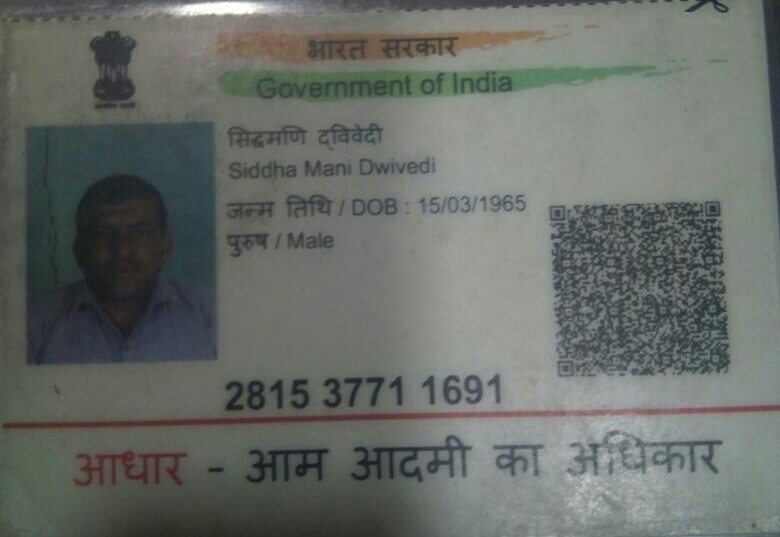 भारत सरकार
Government of India
सिद्धमणि द्विवेदी
Siddha Mani Dwivedi
जन्म तिथि / DOB : 15/03/1965
पुरुष / Male
2815 3771 1691
आधार - आम आदमी का अधिकार